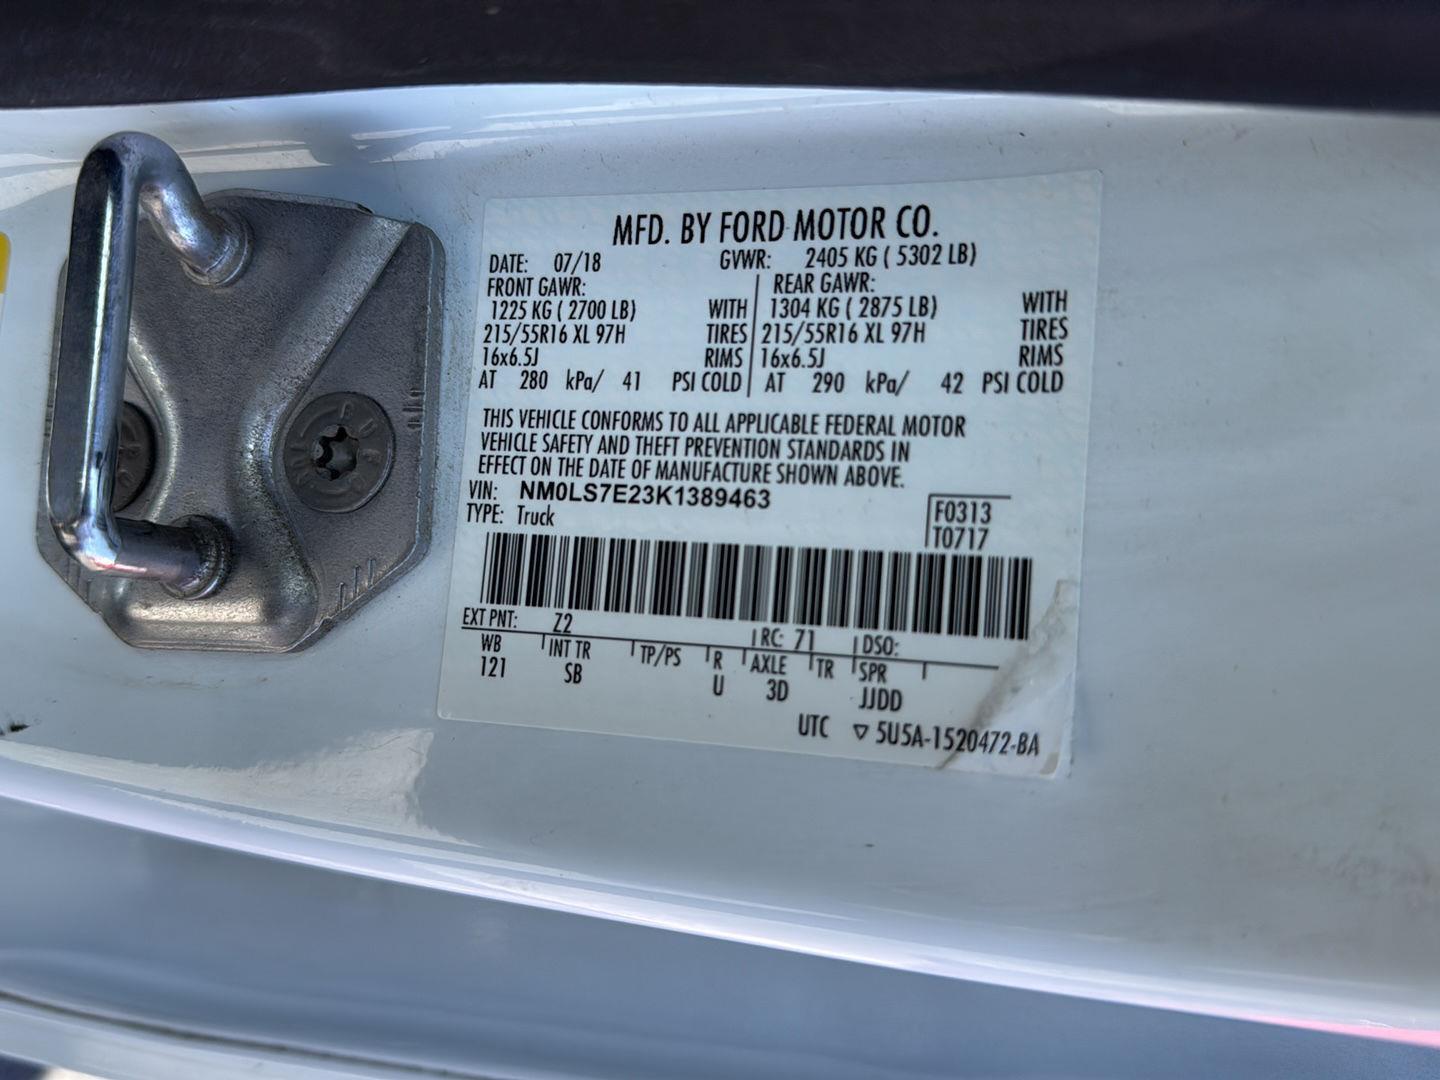 MFD. BY FORD MOTOR CO.
DATE: 07/18 GVWR: 2405 KG ( 5302 LB)
FRONT GAWR: REAR GAWR:
1225 KG ( 2700 LB) WITH 1304 KG ( 2875 LB) WITH
215/55R16 XL 97H TIRES 215/55R16 XL 97H TIRES
16x6.5J RIMS 16x6.5J RIMS
AT 280 kPa/ 41 PSI COLD AT 290 kPa/ 42 PSI COLD
THIS VEHICLE CONFORMS TO ALL APPLICABLE FEDERAL MOTOR
VEHICLE SAFETY AND THEFT PREVENTION STANDARDS IN
EFFECT ON THE DATE OF MANUFACTURE SHOWN ABOVE.
VIN: NM0LS7E23K1389463
TYPE: Truck
F0313
T0717
EXT PNT: Z2 RC: 71 DSO:
WB INT TR TP/PS R AXLE TR SPR
121 SB U 3D JJDD
UTC ▽ 5U5A-1520472-BA